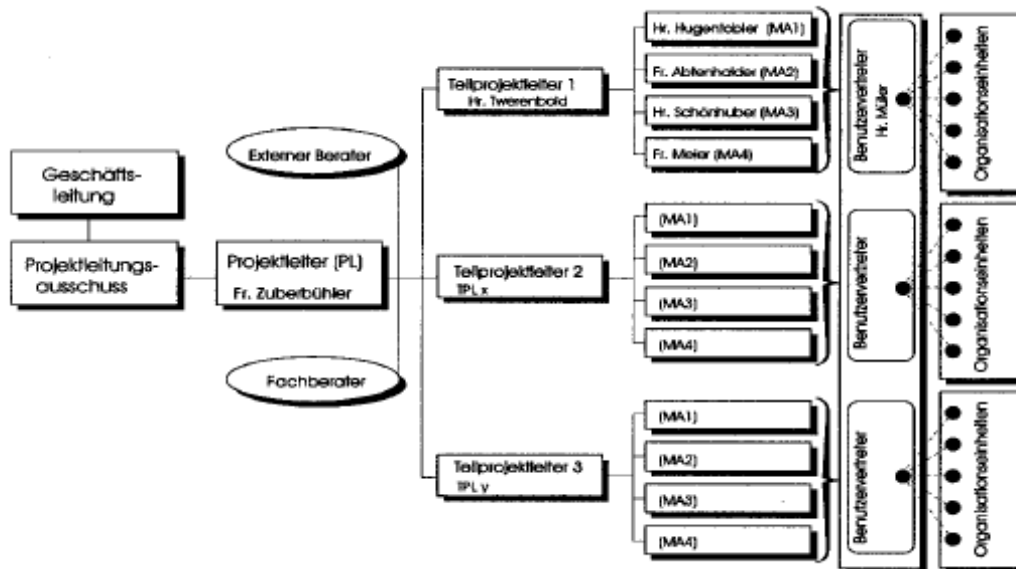 Geschäfts-
leitung
Projektleitungs-
ausschuss
Projektleiter (PL)
Fr. Zuberbühler
Externer Berater
Fachberater
Teilprojektleiter 1
Hr. Twerenbold
Hr. Hugentobler (MA1)
Fr. Abtenhalder (MA2)
Hr. Schönhuber (MA3)
Fr. Meier (MA4)
Benutzervertreter
Hr. Müller
Organisationseinheiten
Teilprojektleiter 2
TPL x
(MA1)
(MA2)
(MA3)
(MA4)
Benutzervertreter
Organisationseinheiten
Teilprojektleiter 3
TPL y
(MA1)
(MA2)
(MA3)
(MA4)
Benutzervertreter
Organisationseinheiten